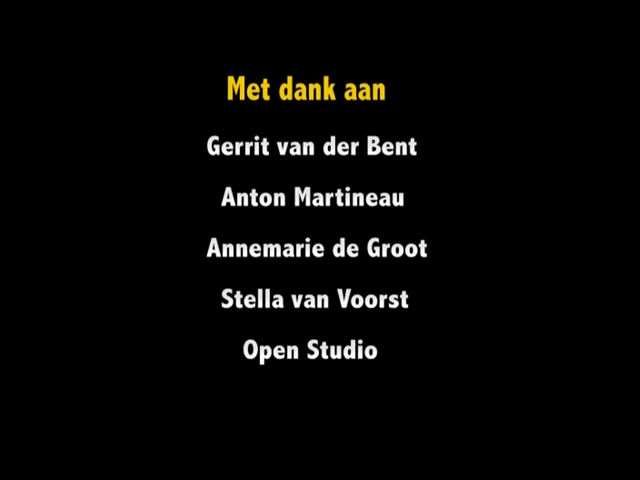 Met dank aan
Gerrit van der Bent
Anton Martineau
Annemarie de Groot
Stella van Voorst
Open Studio